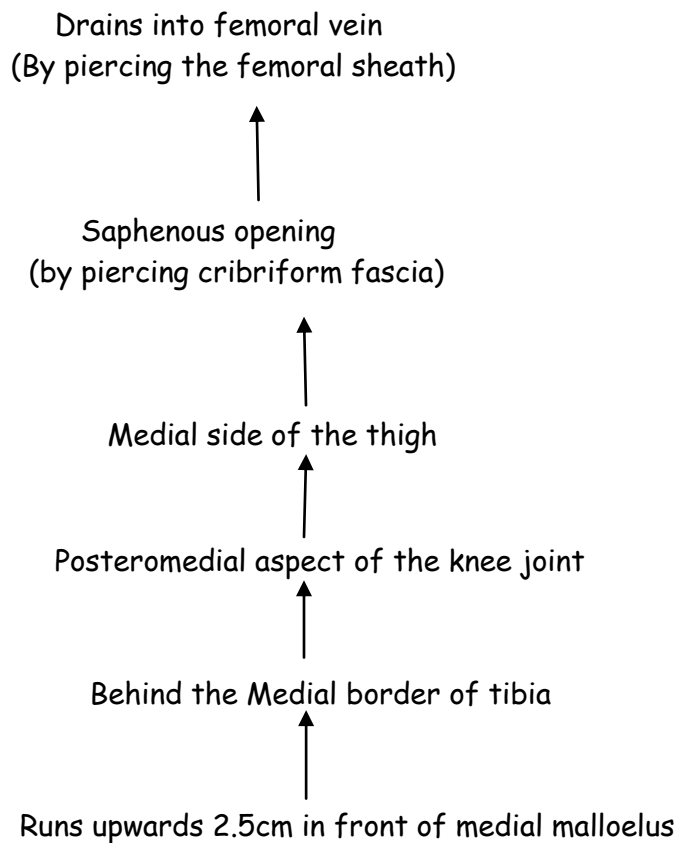 Drains into femoral vein
(By piercing the femoral sheath)
Saphenous opening
(by piercing cribriform fascia)
Medial side of the thigh
Posteromedial aspect of the knee joint
Behind the Medial border of tibia
Runs upwards 2.5cm in front of medial malloelus